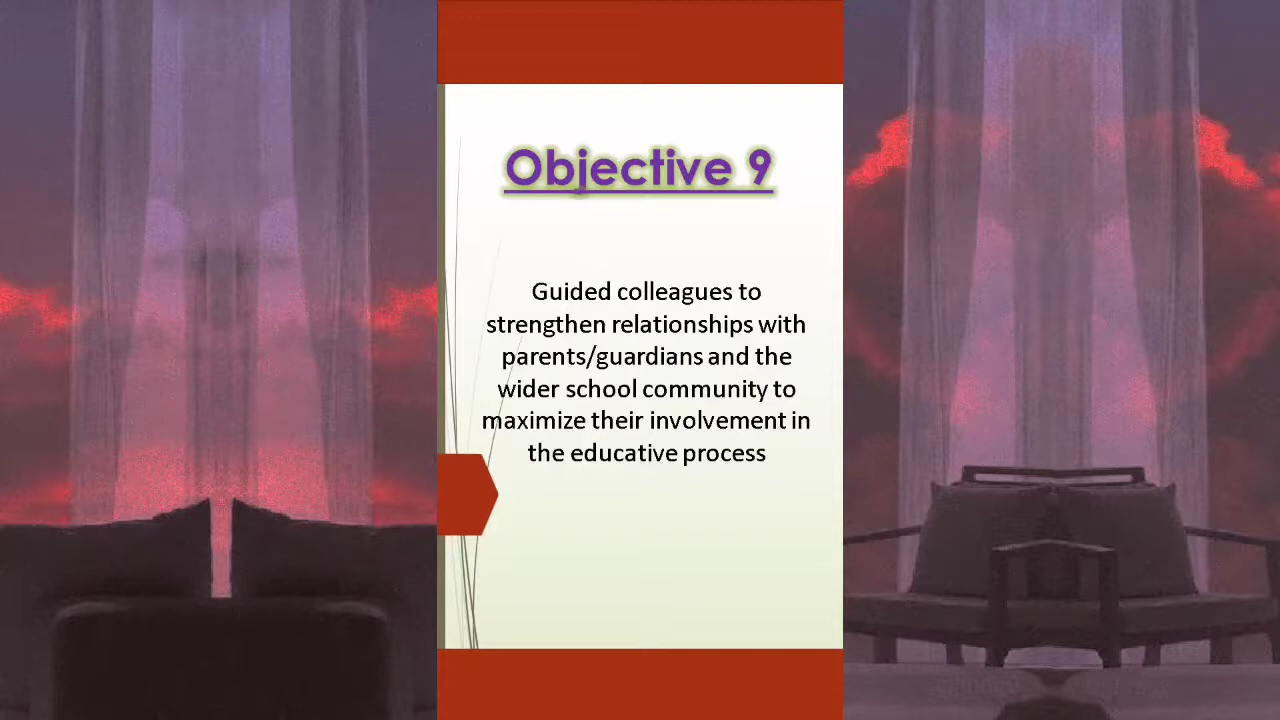 Objective 9
Guided colleagues to
strengthen relationships with
parents/guardians and the
wider school community to
maximize their involvement in
the educative process